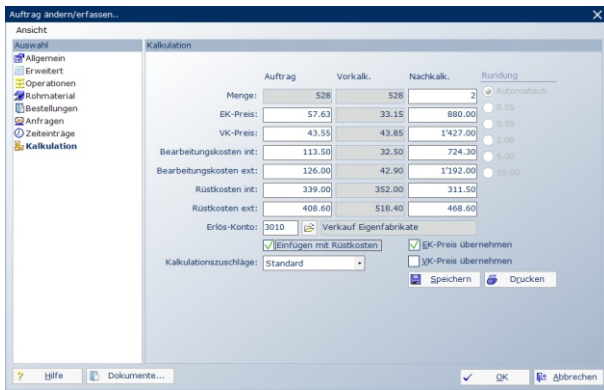 Auftrag ändern/erfassen..
Ansicht
Auswahl
Allgemein
Erweitert
Operationen
Rohmaterial
Bestellungen
Anfragen
Zeiteinträge
Kalkulation
Kalkulation
Auftrag Vorkalk. Nachkalk. Rundung
Menge: 528 528 2 Automatisch
EK-Preis: 57.63 33.15 880.00 0.05
VK-Preis: 43.55 43.85 1'427.00 0.50
1.00
Bearbeitungskosten int: 113.50 32.50 724.30 5.00
Bearbeitungskosten ext: 126.00 42.90 1'192.00 10.00
Rüstkosten int: 339.00 352.00 311.50
Rüstkosten ext: 408.60 518.40 468.60
Erlös-Konto: 3010 Verkauf Eigenfabrikate
Einfügen mit Rüstkosten EK-Preis übernehmen
Kalkulationszuschläge: Standard VK-Preis übernehmen
Speichern Drucken
Hilfe Dokumente... OK Abbrechen